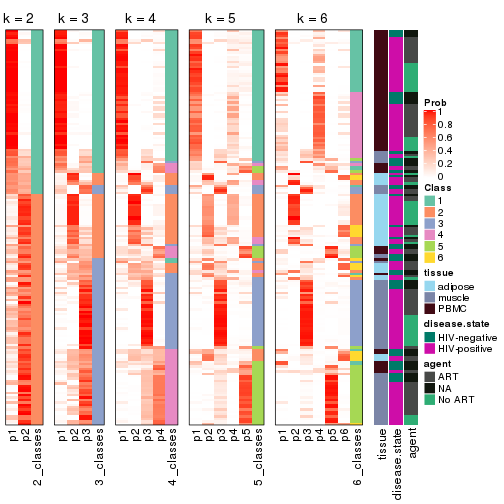 k = 2
k = 3
k = 4
k = 5
k = 6
Prob
1
0.8
0.6
0.4
0.2
0
Class
1
2
3
4
5
6
tissue
adipose
muscle
PBMC
disease.state
HIV-negative
HIV-positive
agent
ART
NA
No ART
p1
p2
2_classes
p1
p2
p3
3_classes
p1
p2
p3
p4
4_classes
p1
p2
p3
p4
p5
5_classes
p1
p2
p3
p4
p5
p6
6_classes
tissue
disease.state
agent